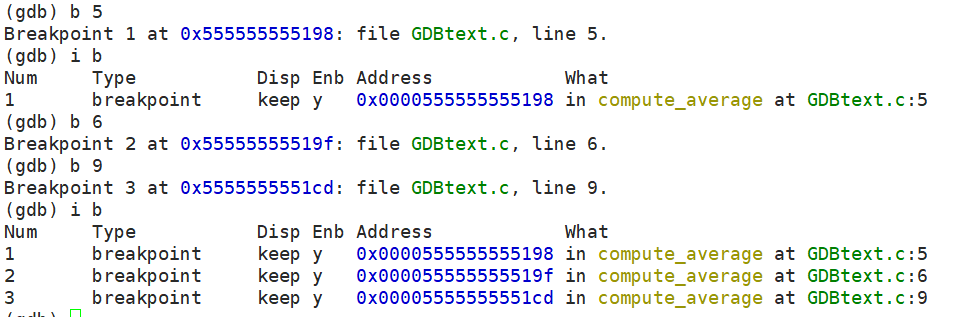 (gdb) b 5
Breakpoint 1 at 0x555555555198: file GDBtext.c, line 5.
(gdb) i b
Num     Type           Disp Enb Address            What
1       breakpoint     keep y   0x0000555555555198 in compute_average at GDBtext.c:5
(gdb) b 6
Breakpoint 2 at 0x55555555519f: file GDBtext.c, line 6.
(gdb) b 9
Breakpoint 3 at 0x5555555551cd: file GDBtext.c, line 9.
(gdb) i b
Num     Type           Disp Enb Address            What
1       breakpoint     keep y   0x0000555555555198 in compute_average at GDBtext.c:5
2       breakpoint     keep y   0x000055555555519f in compute_average at GDBtext.c:6
3       breakpoint     keep y   0x00005555555551cd in compute_average at GDBtext.c:9
(gdb)